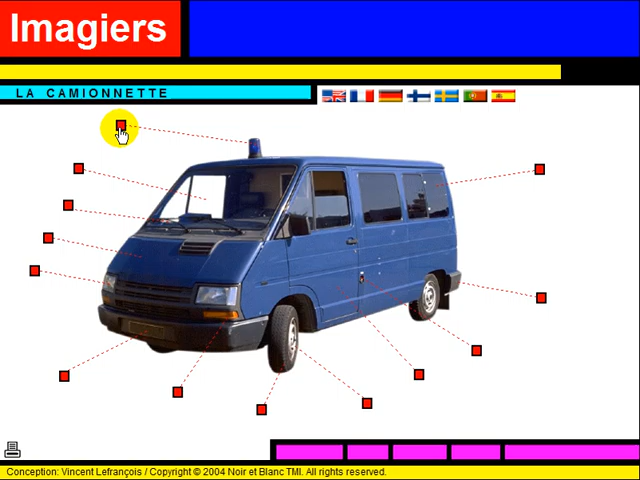 Imagiers
LA CAMIONNETTE
Conception: Vincent Lefrançois / Copyright © 2004 Noir et Blanc TMI. All rights reserved.